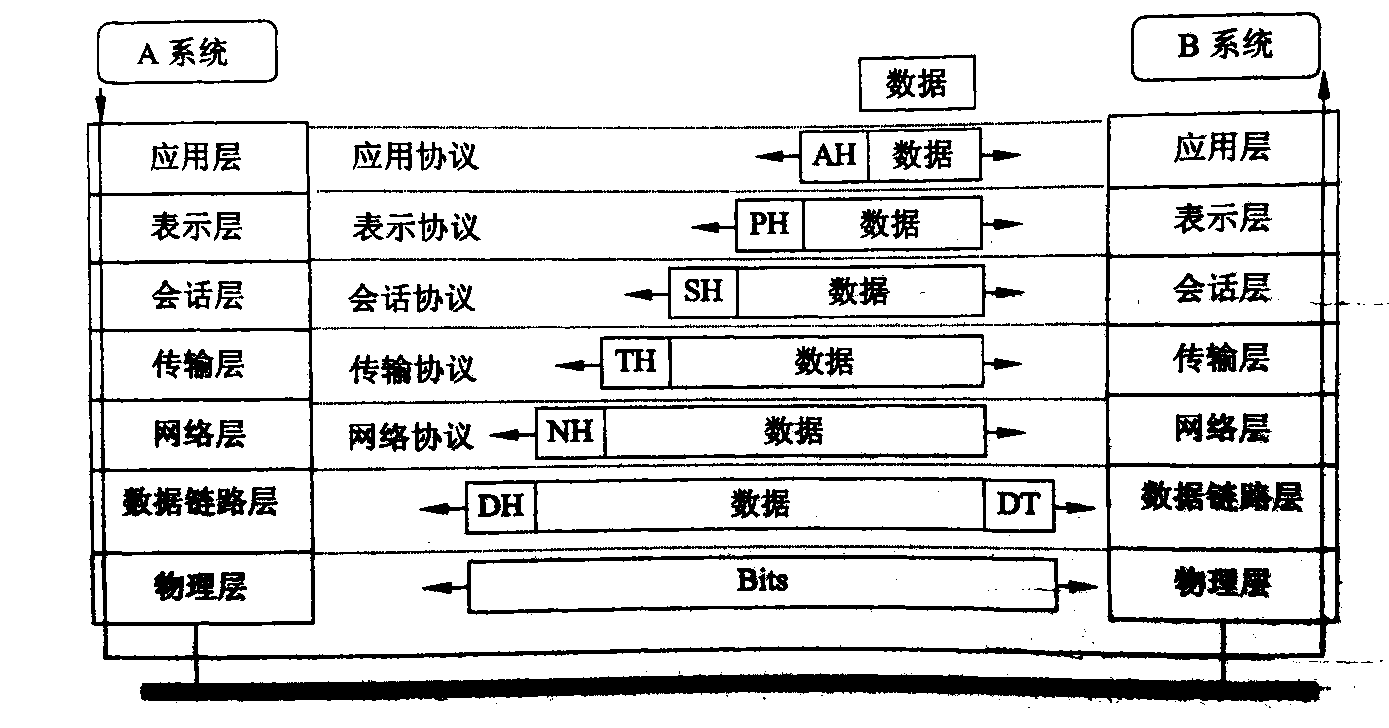 A 系统
B 系统
数据
应用层
应用协议
AH
数据
应用层
表示层
表示协议
PH
数据
表示层
会话层
会话协议
SH
数据
会话层
传输层
传输协议
TH
数据
传输层
网络层
网络协议
NH
数据
网络层
数据链路层
DH
数据
DT
数据链路层
物理层
Bits
物理层